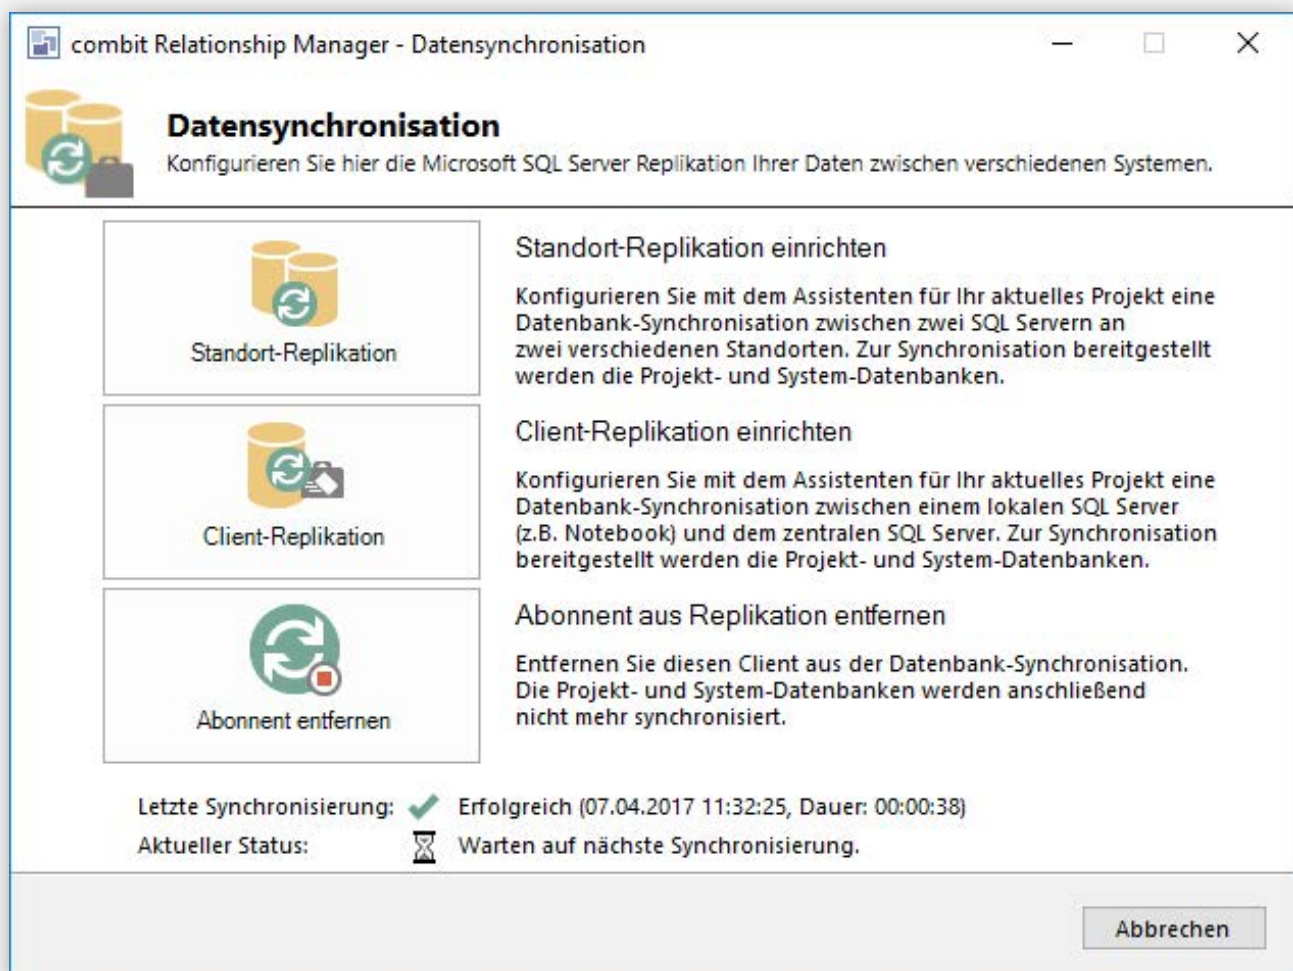 combit Relationship Manager - Datensynchronisation
Datensynchronisation
Konfigurieren Sie hier die Microsoft SQL Server Replikation Ihrer Daten zwischen verschiedenen Systemen.
Standort-Replikation
Standort-Replikation einrichten
Konfigurieren Sie mit dem Assistenten für Ihr aktuelles Projekt eine
Datenbank-Synchronisation zwischen zwei SQL Servern an
zwei verschiedenen Standorten. Zur Synchronisation bereitgestellt
werden die Projekt- und System-Datenbanken.
Client-Replikation
Client-Replikation einrichten
Konfigurieren Sie mit dem Assistenten für Ihr aktuelles Projekt eine
Datenbank-Synchronisation zwischen einem lokalen SQL Server
(z.B. Notebook) und dem zentralen SQL Server. Zur Synchronisation
bereitgestellt werden die Projekt- und System-Datenbanken.
Abonnent entfernen
Abonnent aus Replikation entfernen
Entfernen Sie diesen Client aus der Datenbank-Synchronisation.
Die Projekt- und System-Datenbanken werden anschließend
nicht mehr synchronisiert.
Letzte Synchronisierung: Erfolgreich (07.04.2017 11:32:25, Dauer: 00:00:38)
Aktueller Status: Warten auf nächste Synchronisierung.
Abbrechen